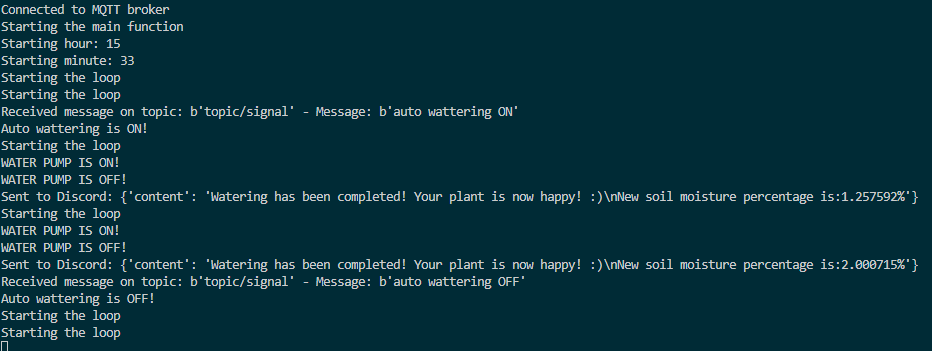 Connected to MQTT broker
Starting the main function
Starting hour: 15
Starting minute: 33
Starting the loop
Starting the loop
Received message on topic: b'topic/signal' - Message: b'auto wattering ON'
Auto wattering is ON!
Starting the loop
WATER PUMP IS ON!
WATER PUMP IS OFF!
Sent to Discord: {'content': 'Watering has been completed! Your plant is now happy! :)\nNew soil moisture percentage is:1.257592%'}
Starting the loop
WATER PUMP IS ON!
WATER PUMP IS OFF!
Sent to Discord: {'content': 'Watering has been completed! Your plant is now happy! :)\nNew soil moisture percentage is:2.000715%'}
Received message on topic: b'topic/signal' - Message: b'auto wattering OFF'
Auto wattering is OFF!
Starting the loop
Starting the loop